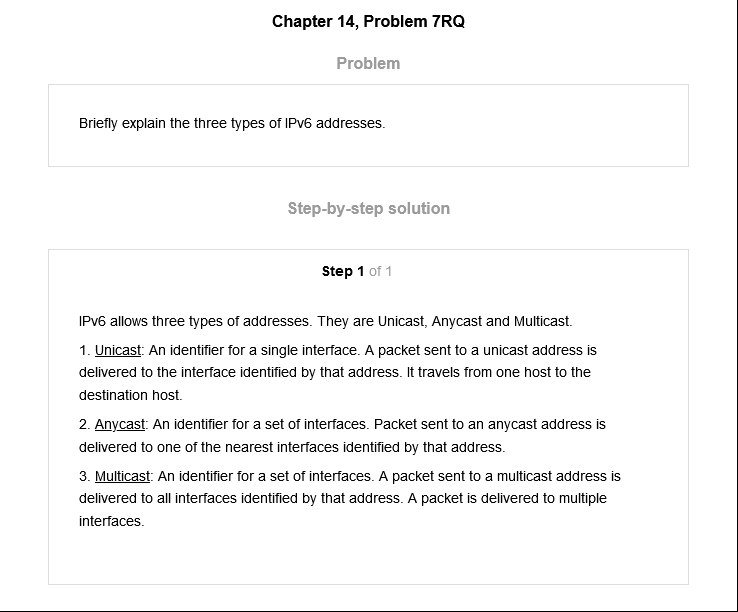 Chapter 14, Problem 7RQ
Problem
Briefly explain the three types of IPv6 addresses.
Step-by-step solution
Step 1 of 1
IPv6 allows three types of addresses. They are Unicast, Anycast and Multicast.
1. Unicast: An identifier for a single interface. A packet sent to a unicast address is
delivered to the interface identified by that address. It travels from one host to the
destination host.
2. Anycast: An identifier for a set of interfaces. Packet sent to an anycast address is
delivered to one of the nearest interfaces identified by that address.
3. Multicast: An identifier for a set of interfaces. A packet sent to a multicast address is
delivered to all interfaces identified by that address. A packet is delivered to multiple
interfaces.